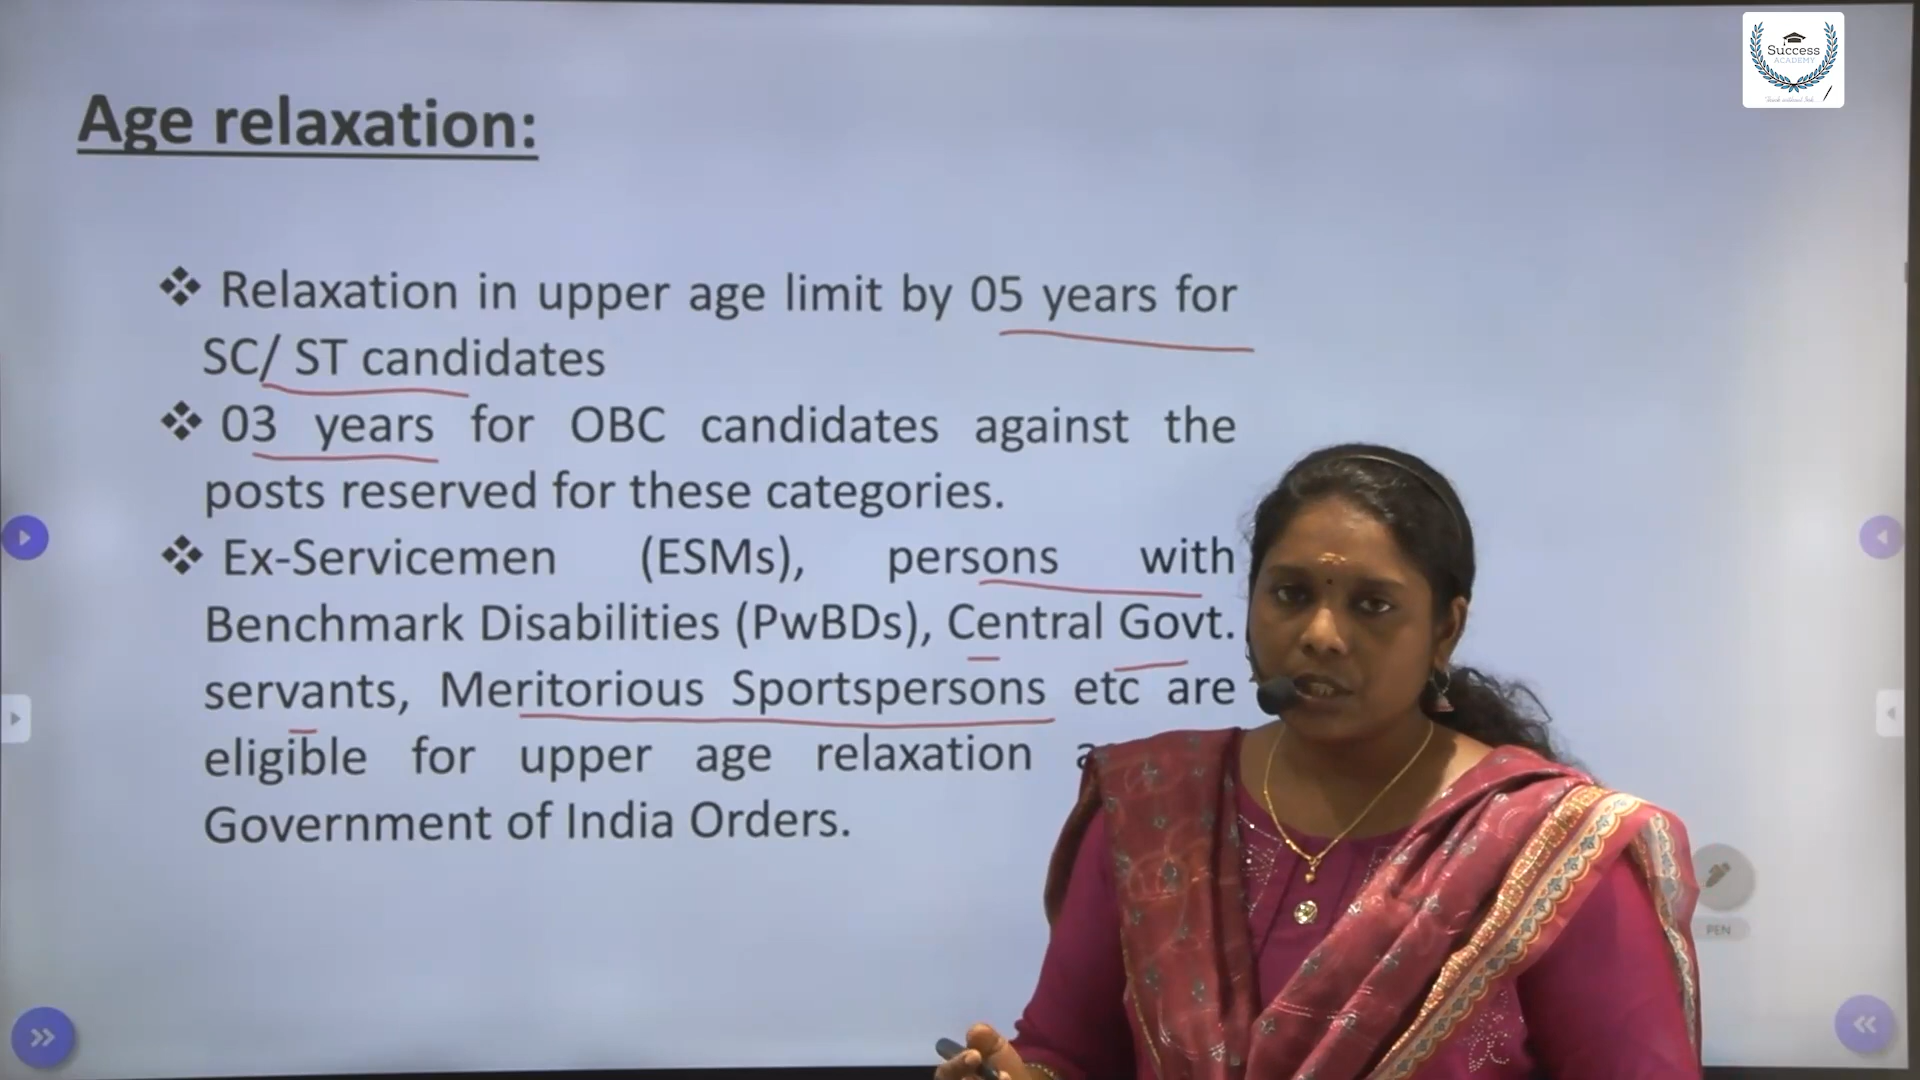 Success
ACADEMY
Age relaxation:
❖ Relaxation in upper age limit by 05 years for
SC/ ST candidates
❖ 03 years for OBC candidates against the
posts reserved for these categories.
❖ Ex-Servicemen (ESMs), persons with
Benchmark Disabilities (PwBDs), Central Govt.
servants, Meritorious Sportspersons etc are
eligible for upper age relaxation
Government of India Orders.
PEN